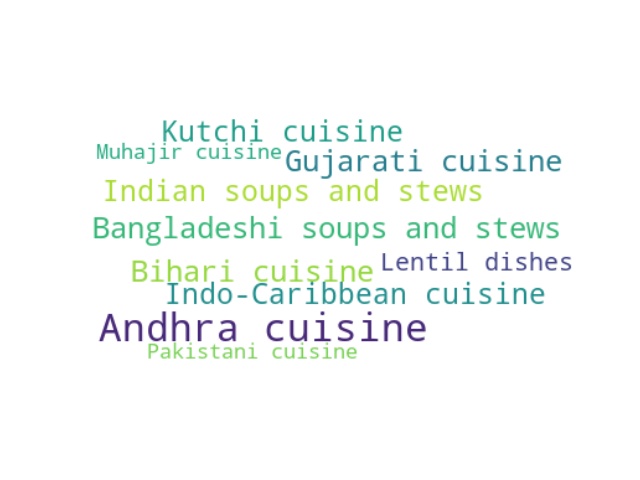 Kutchi cuisine
Muhajir cuisine
Gujarati cuisine
Indian soups and stews
Bangladeshi soups and stews
Bihari cuisine
Lentil dishes
Indo-Caribbean cuisine
Andhra cuisine
Pakistani cuisine